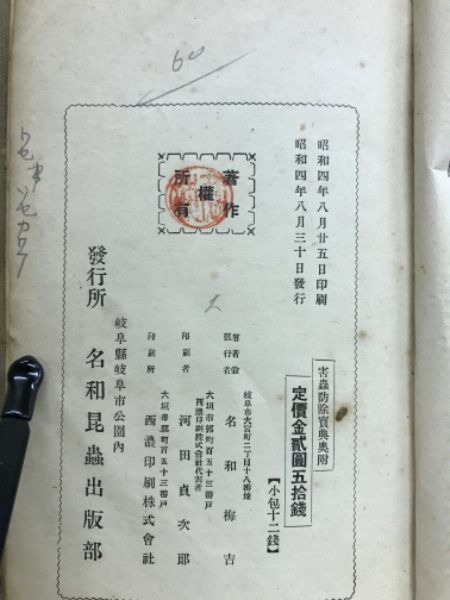 60
昭和四年八月廿五日印刷
昭和四年八月三十日發行
著作
權
所有
害蟲防除寶典奥附
定價金貳圓五拾錢
【小包十二錢】
岐阜市大宮町二丁目十八番地
著者兼
發行者
名和梅吉
大垣市郭町百五十三番戸
西濃印刷株式會社代表者
印刷者
河田貞次郎
大垣市郭町百五十三番戸
印刷所
西濃印刷株式會社
岐阜縣岐阜市公園內
發行所
名和昆蟲出版部